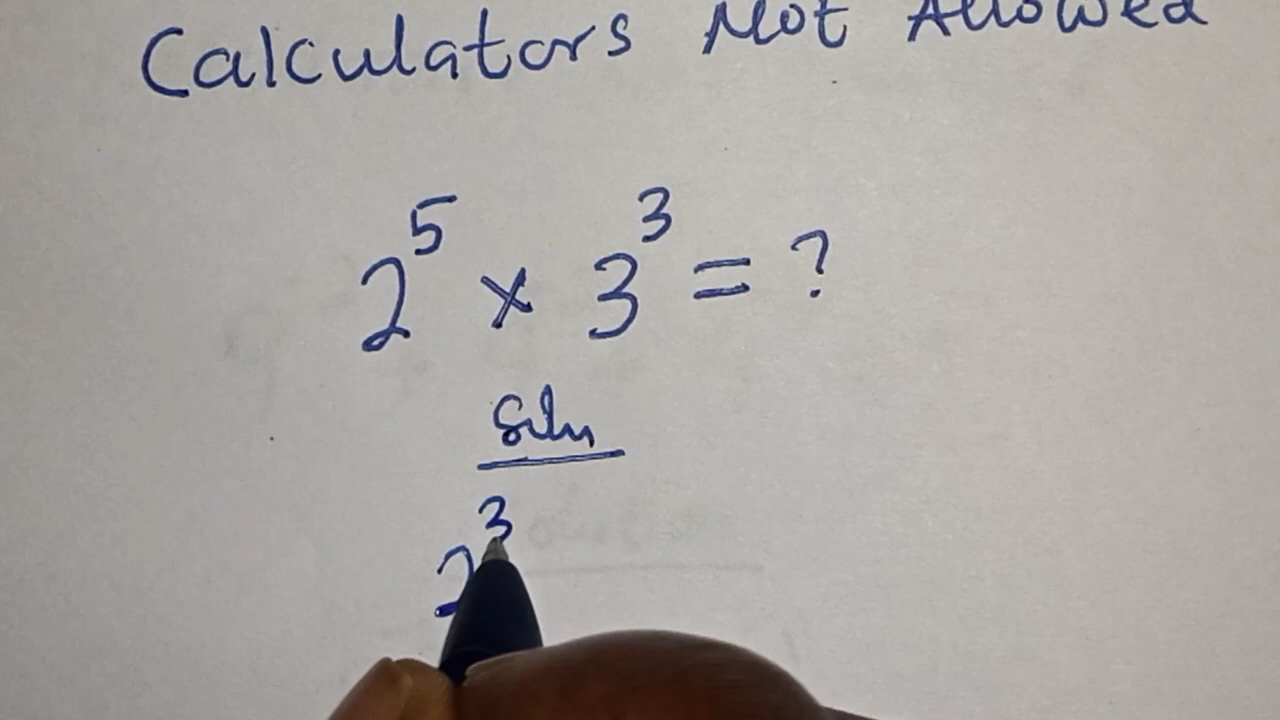 Calculators Not Allowed
2⁵ × 3³ = ?
Soln
2³